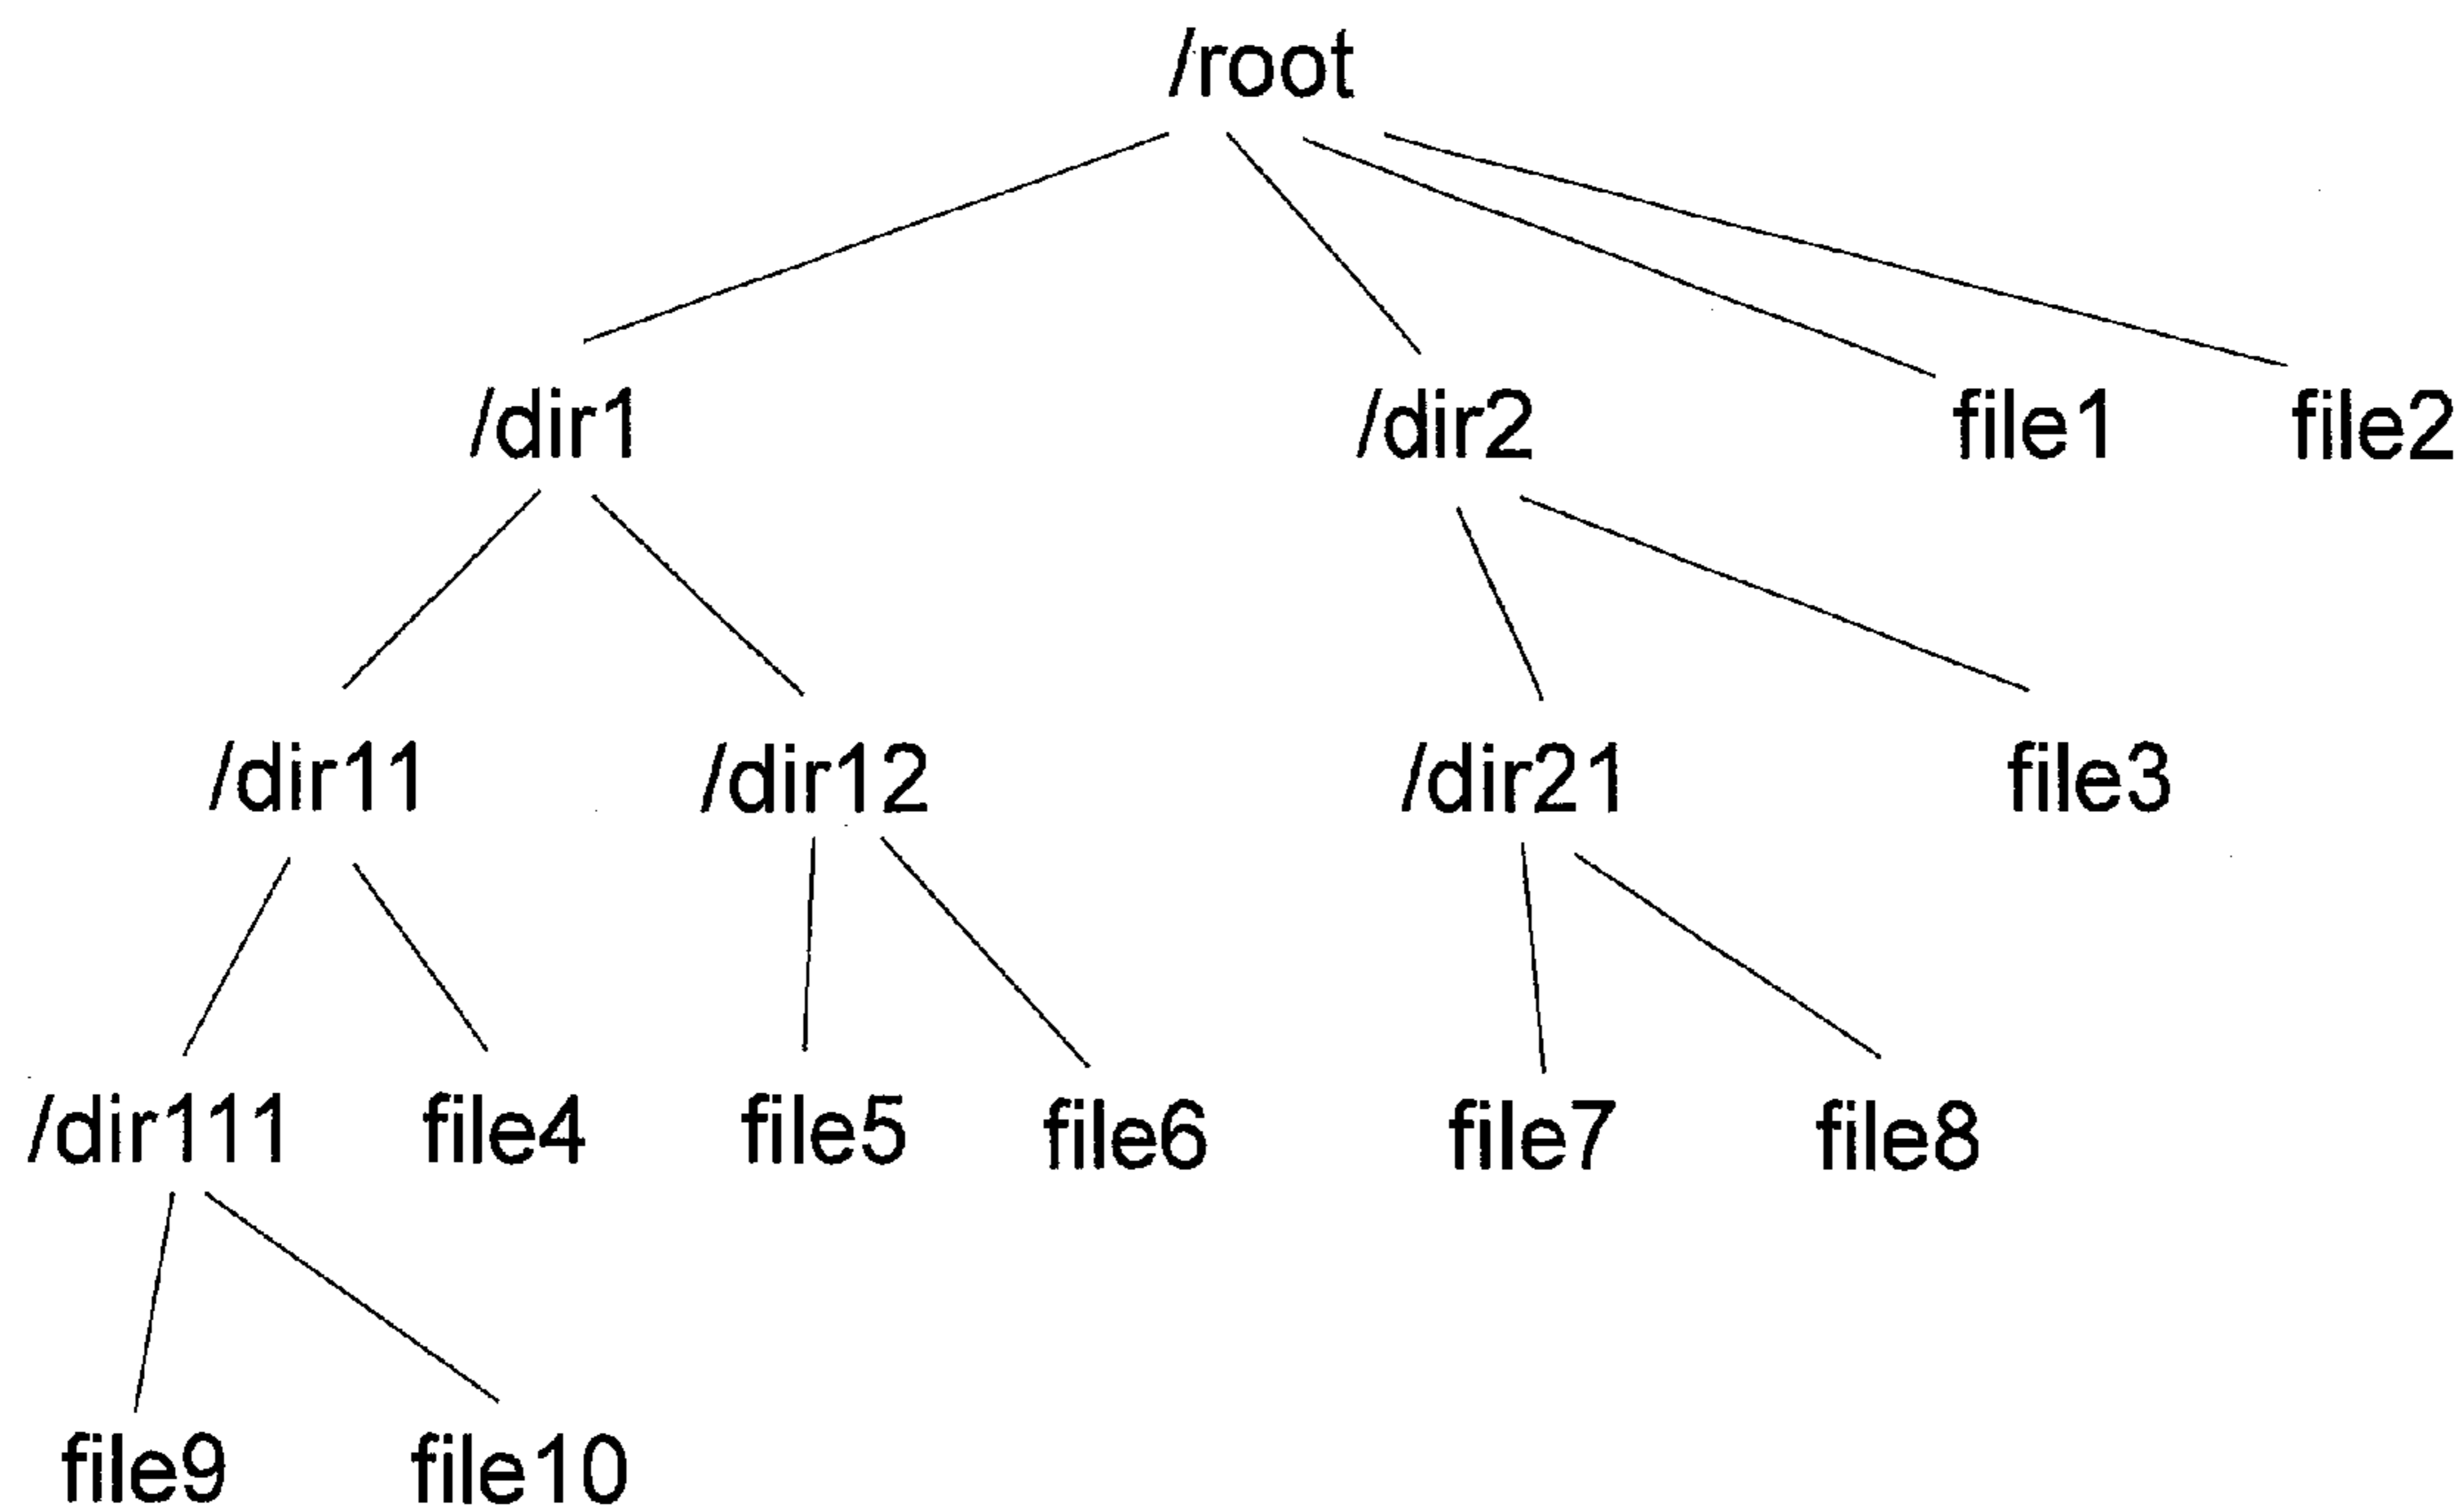 /root
/dir1 /dir2 file1 file2
/dir11 /dir12 /dir21 file3
/dir111 file4 file5 file6 file7 file8
file9 file10